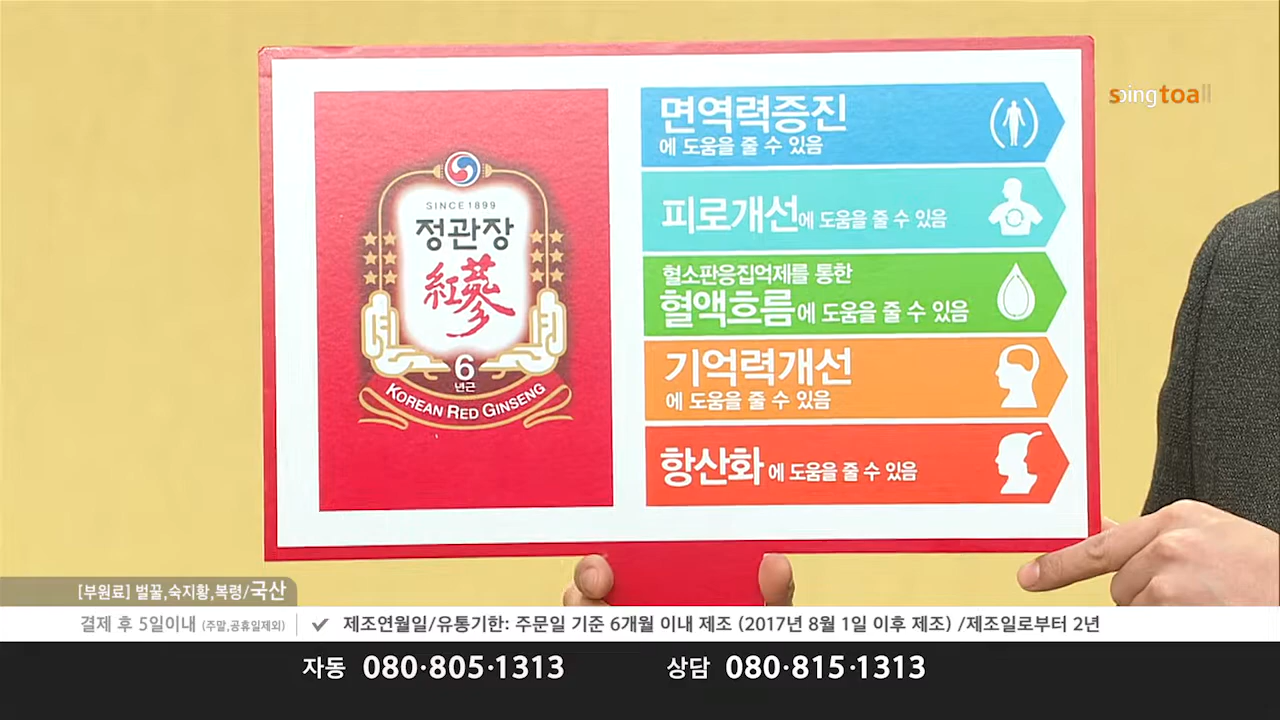 SINCE 1899
정관장
紅蔘
6
년근
KOREAN RED GINSENG
면역력증진
에 도움을 줄 수 있음
피로개선에 도움을 줄 수 있음
혈소판응집억제를 통한
혈액흐름에 도움을 줄 수 있음
기억력개선
에 도움을 줄 수 있음
항산화에 도움을 줄 수 있음
[부원료] 벌꿀,숙지황,복령/국산
결제 후 5일이내 (주말,공휴일제외)
제조연월일/유통기한: 주문일 기준 6개월 이내 제조 (2017년 8월 1일 이후 제조) /제조일로부터 2년
자동 080·805·1313
상담 080·815·1313